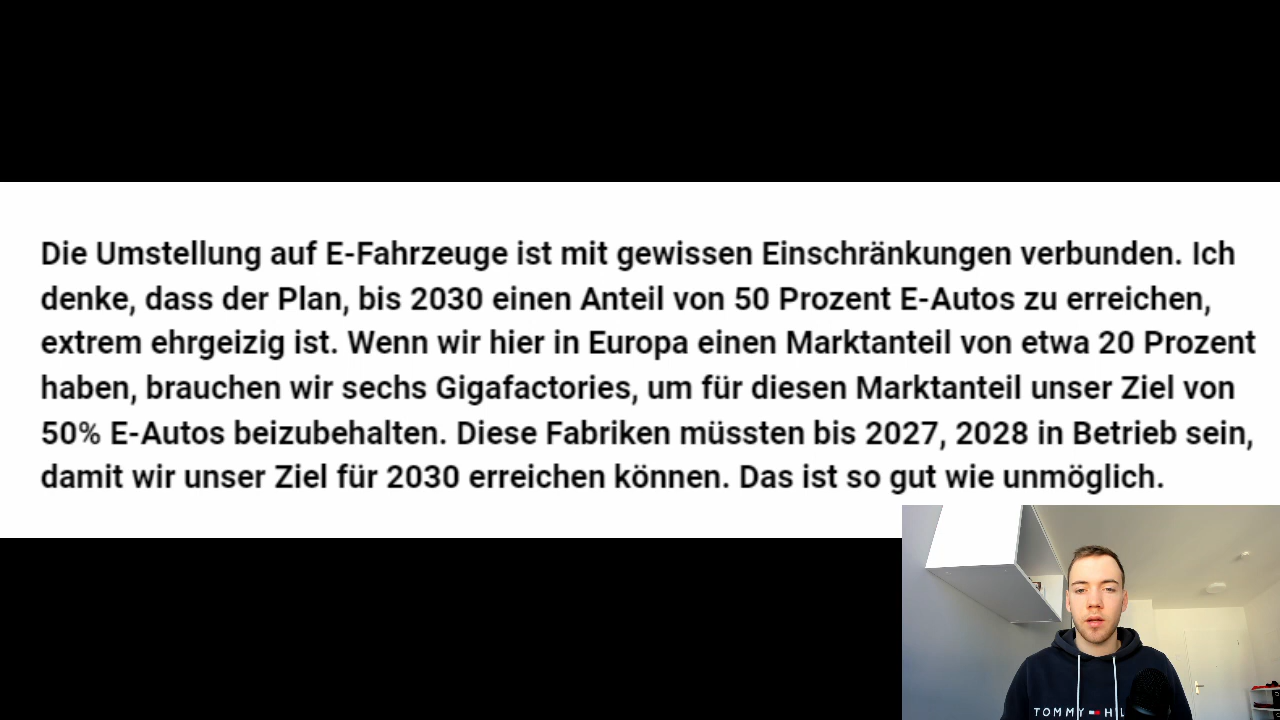 Die Umstellung auf E-Fahrzeuge ist mit gewissen Einschränkungen verbunden. Ich
denke, dass der Plan, bis 2030 einen Anteil von 50 Prozent E-Autos zu erreichen,
extrem ehrgeizig ist. Wenn wir hier in Europa einen Marktanteil von etwa 20 Prozent
haben, brauchen wir sechs Gigafactories, um für diesen Marktanteil unser Ziel von
50% E-Autos beizubehalten. Diese Fabriken müssten bis 2027, 2028 in Betrieb sein,
damit wir unser Ziel für 2030 erreichen können. Das ist so gut wie unmöglich.
TOMMY HIL